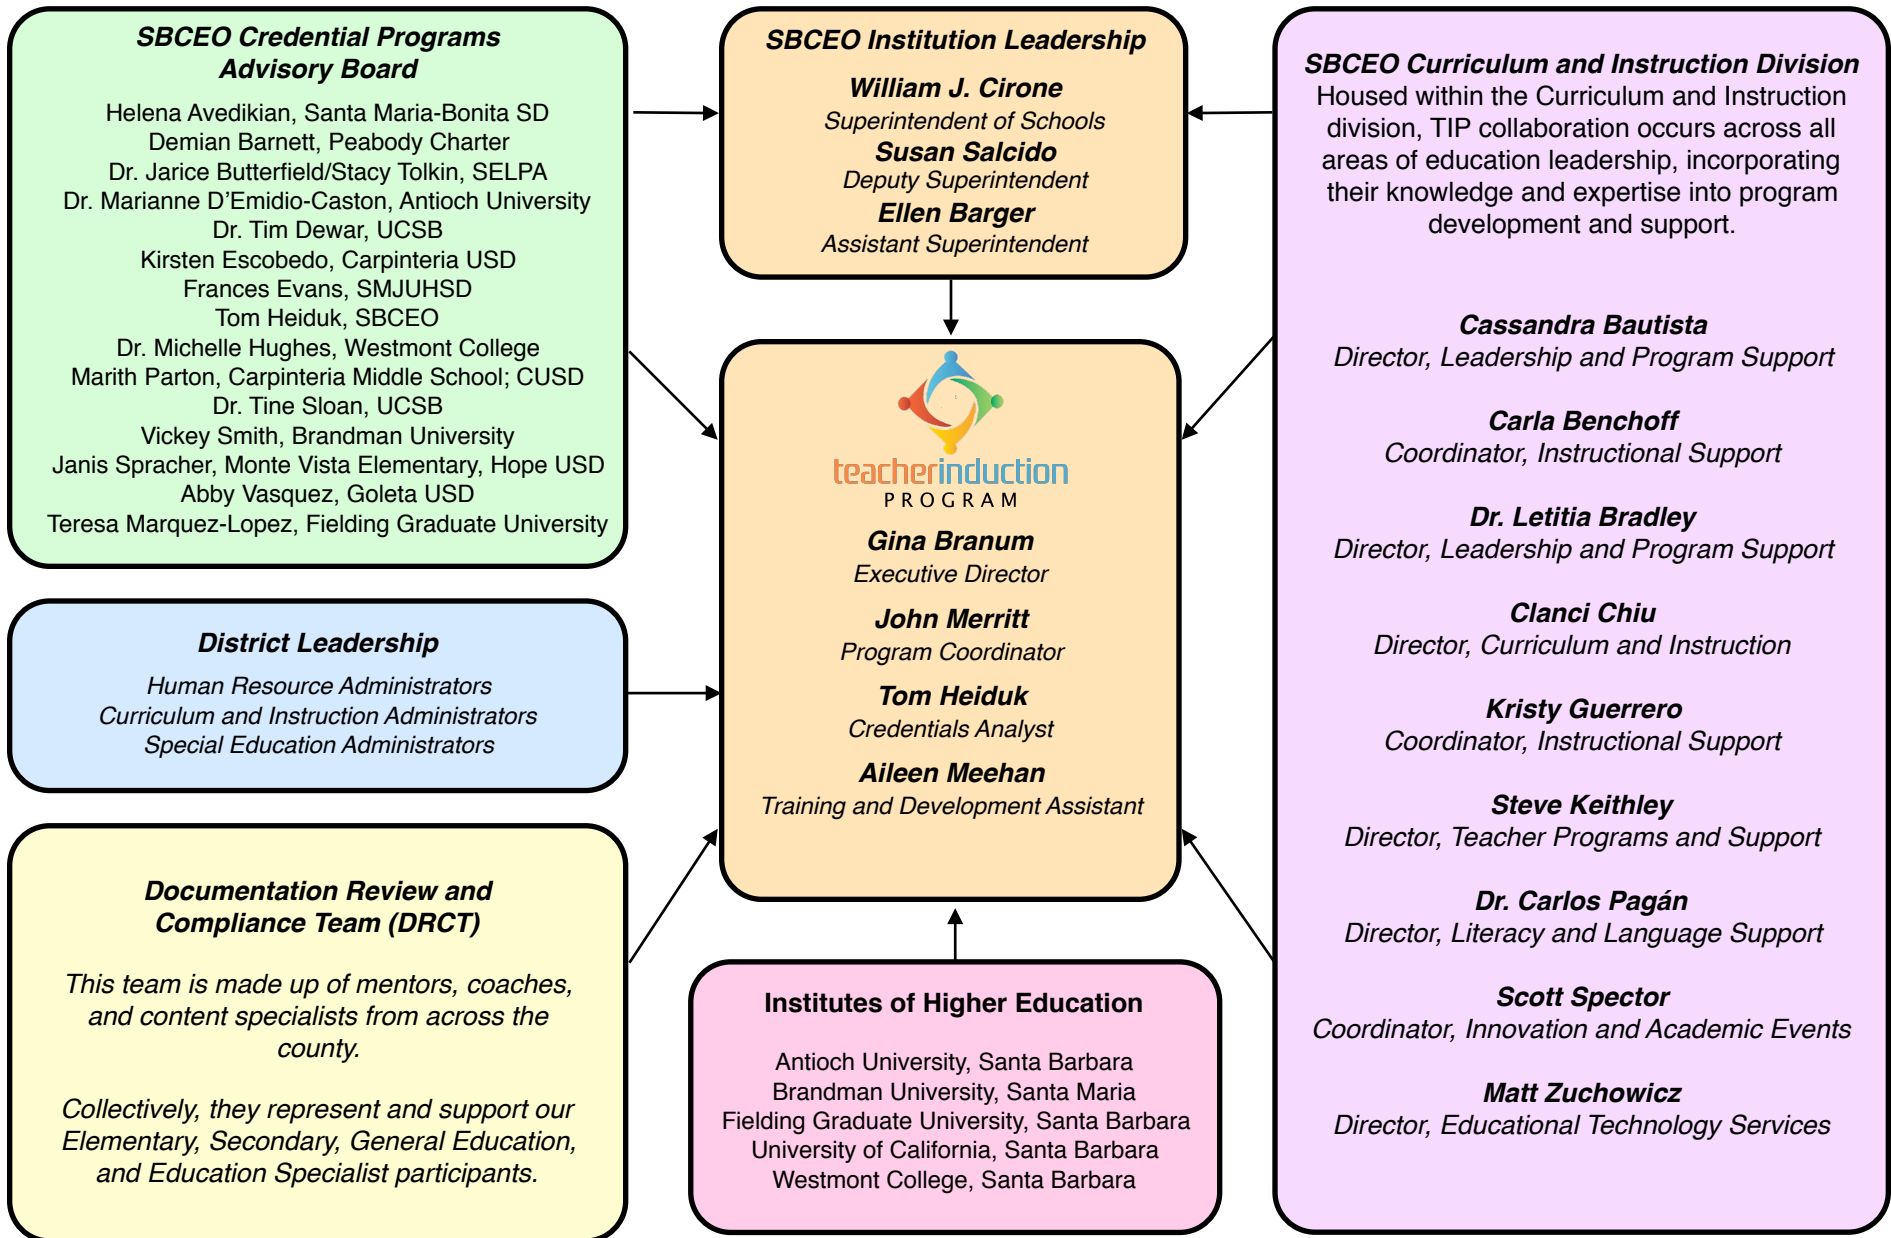 SBCEO Credential Programs
Advisory Board
Helena Avedikian, Santa Maria-Bonita SD
Demian Barnett, Peabody Charter
Dr. Jarice Butterfield/Stacy Tolkin, SELPA
Dr. Marianne D’Emidio-Caston, Antioch University
Dr. Tim Dewar, UCSB
Kirsten Escobedo, Carpinteria USD
Frances Evans, SMJUHSD
Tom Heiduk, SBCEO
Dr. Michelle Hughes, Westmont College
Marith Parton, Carpinteria Middle School; CUSD
Dr. Tine Sloan, UCSB
Vickey Smith, Brandman University
Janis Spracher, Monte Vista Elementary, Hope USD
Abby Vasquez, Goleta USD
Teresa Marquez-Lopez, Fielding Graduate University
District Leadership
Human Resource Administrators
Curriculum and Instruction Administrators
Special Education Administrators
Documentation Review and
Compliance Team (DRCT)
This team is made up of mentors, coaches,
and content specialists from across the
county.
Collectively, they represent and support our
Elementary, Secondary, General Education,
and Education Specialist participants.
SBCEO Institution Leadership
William J. Cirone
Superintendent of Schools
Susan Salcido
Deputy Superintendent
Ellen Barger
Assistant Superintendent
teacherinduction
PROGRAM
Gina Branum
Executive Director
John Merritt
Program Coordinator
Tom Heiduk
Credentials Analyst
Aileen Meehan
Training and Development Assistant
Institutes of Higher Education
Antioch University, Santa Barbara
Brandman University, Santa Maria
Fielding Graduate University, Santa Barbara
University of California, Santa Barbara
Westmont College, Santa Barbara
SBCEO Curriculum and Instruction Division
Housed within the Curriculum and Instruction
division, TIP collaboration occurs across all
areas of education leadership, incorporating
their knowledge and expertise into program
development and support.
Cassandra Bautista
Director, Leadership and Program Support
Carla Benchoff
Coordinator, Instructional Support
Dr. Letitia Bradley
Director, Leadership and Program Support
Clanci Chiu
Director, Curriculum and Instruction
Kristy Guerrero
Coordinator, Instructional Support
Steve Keithley
Director, Teacher Programs and Support
Dr. Carlos Pagán
Director, Literacy and Language Support
Scott Spector
Coordinator, Innovation and Academic Events
Matt Zuchowicz
Director, Educational Technology Services